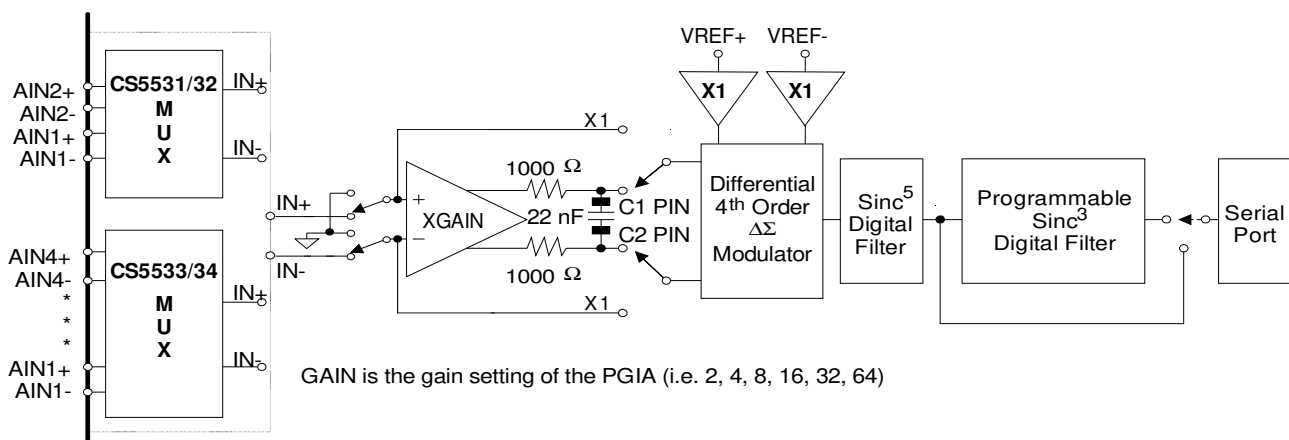 VREF+
VREF-
X1
X1
CS5531/32
M
U
X
IN+
IN-
AIN2+
AIN2-
AIN1+
AIN1-
X1
1000 Ω
IN+
+
XGAIN
−
22 nF
C1 PIN
C2 PIN
1000 Ω
IN-
X1
Differential
4th Order
ΔΣ
Modulator
Sinc5
Digital
Filter
Programmable
Sinc3
Digital Filter
Serial
Port
CS5533/34
M
U
X
IN+
IN-
AIN4+
AIN4-
*
*
*
AIN1+
AIN1-
GAIN is the gain setting of the PGIA (i.e. 2, 4, 8, 16, 32, 64)